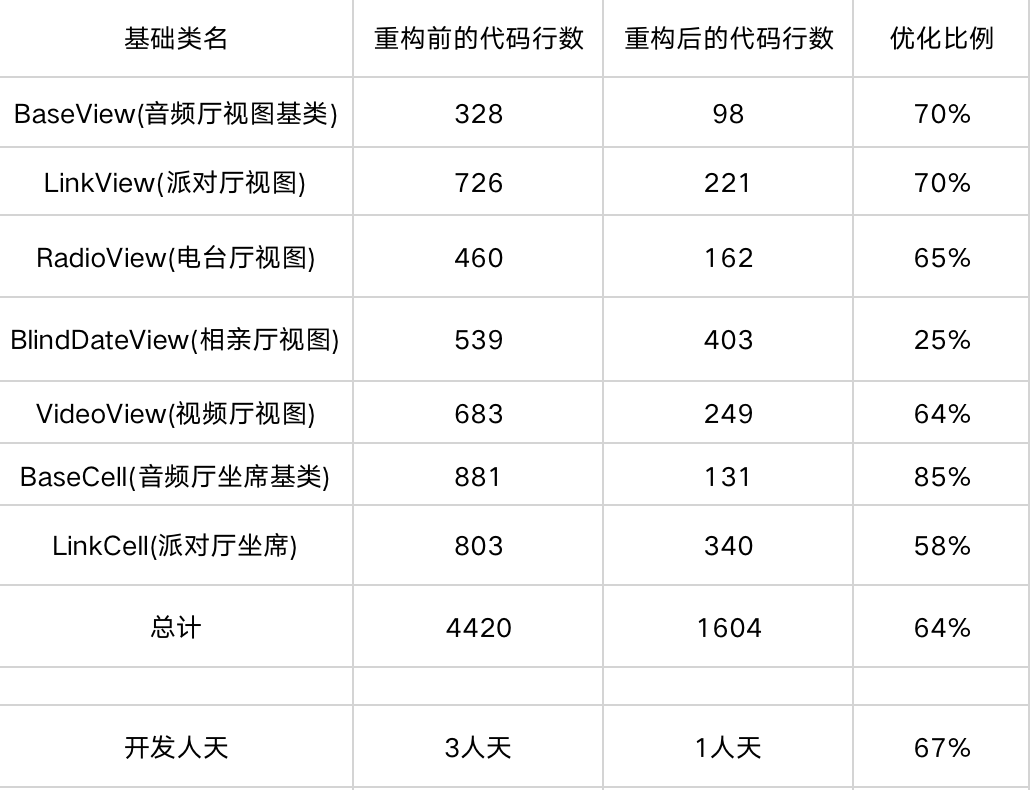 基础类名 重构前的代码行数 重构后的代码行数 优化比例
BaseView(音频厅视图基类) 328 98 70%
LinkView(派对厅视图) 726 221 70%
RadioView(电台厅视图) 460 162 65%
BlindDateView(相亲厅视图) 539 403 25%
VideoView(视频厅视图) 683 249 64%
BaseCell(音频厅坐席基类) 881 131 85%
LinkCell(派对厅坐席) 803 340 58%
总计 4420 1604 64%
开发人天 3人天 1人天 67%